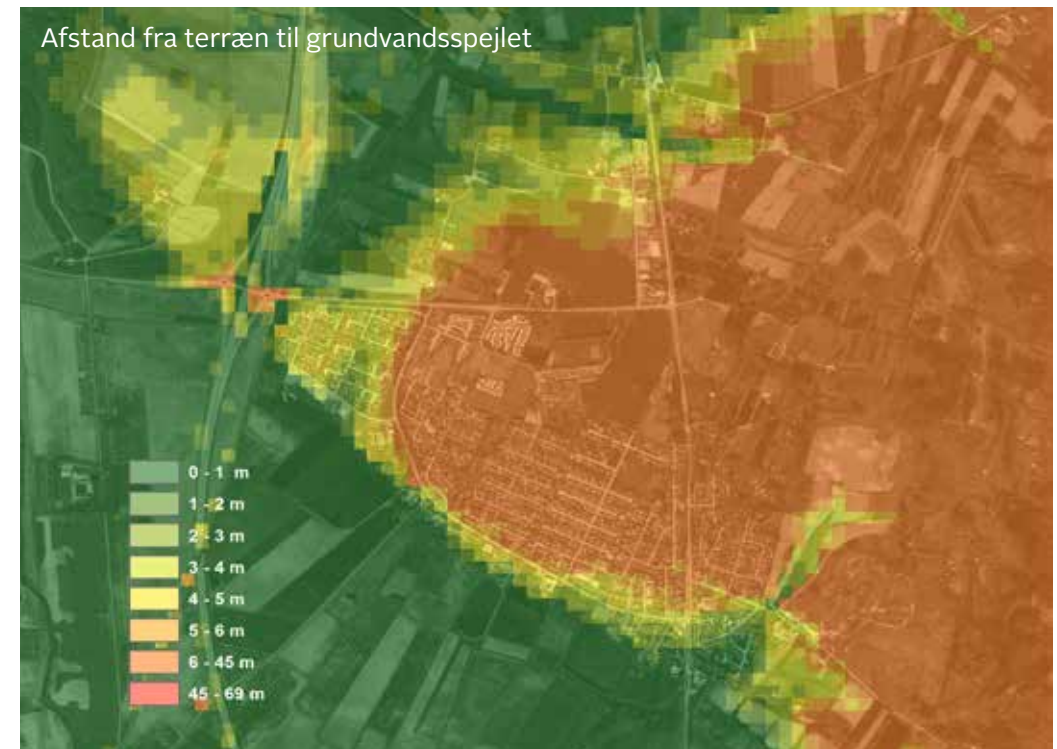 Afstand fra terræn til grundvandsspejlet
0 - 1 m
1 - 2 m
2 - 3 m
3 - 4 m
4 - 5 m
5 - 6 m
6 - 45 m
45 - 69 m